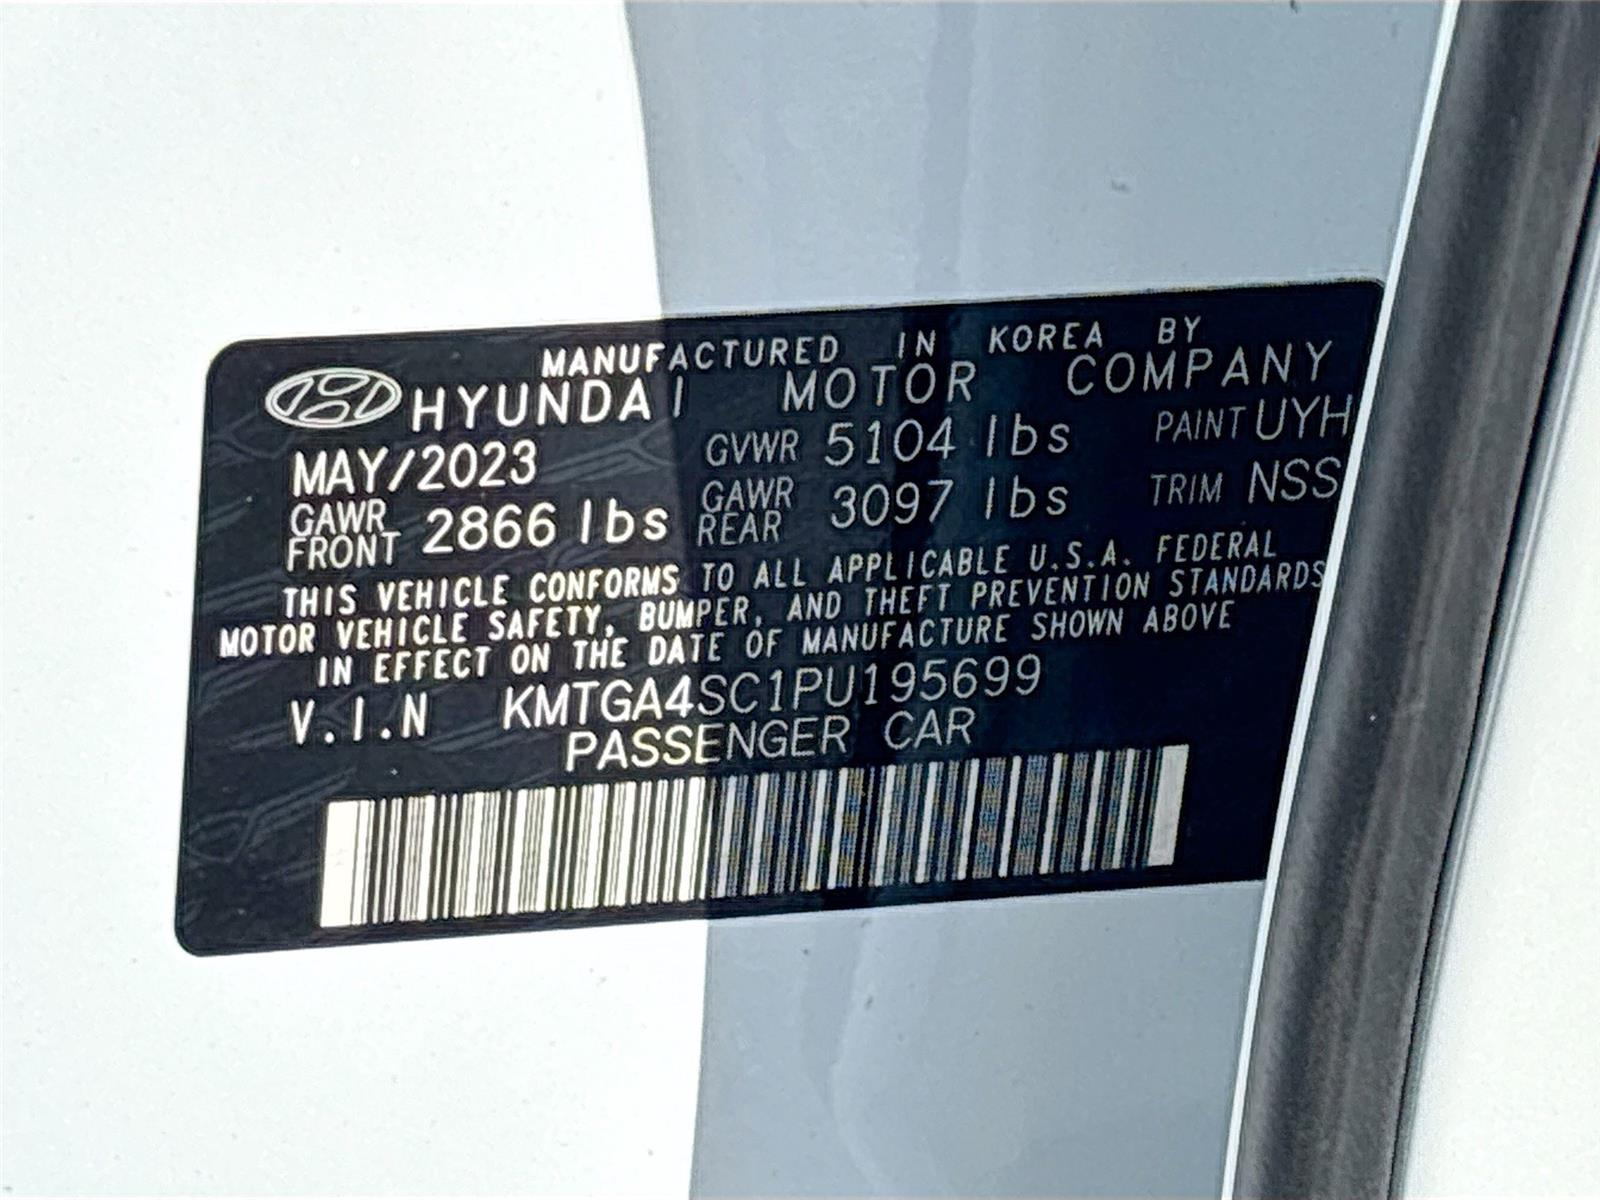 MANUFACTURED IN KOREA BY
HYUNDAI MOTOR COMPANY
MAY/2023 GVWR 5104 lbs PAINT UYH
GAWR FRONT 2866 lbs GAWR REAR 3097 lbs TRIM NSS
THIS VEHICLE CONFORMS TO ALL APPLICABLE U.S.A. FEDERAL
MOTOR VEHICLE SAFETY, BUMPER, AND THEFT PREVENTION STANDARDS
IN EFFECT ON THE DATE OF MANUFACTURE SHOWN ABOVE
V.I.N KMTGA4SC1PU195699
PASSENGER CAR